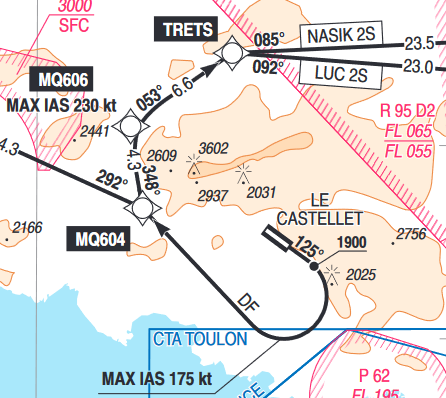 3000
SFC
TRETS
085°
NASIK 2S
23.5
092°
LUC 2S
23.0
MQ606
MAX IAS 230 kt
053°
6.6
R 95 D2
FL 065
FL 055
2441
4.3
4.3
348°
292°
2609
3602
2937
2031
LE
CASTELLET
125°
1900
2166
MQ604
2756
2025
DF
CTA TOULON
MAX IAS 175 kt
P 62
FL 195